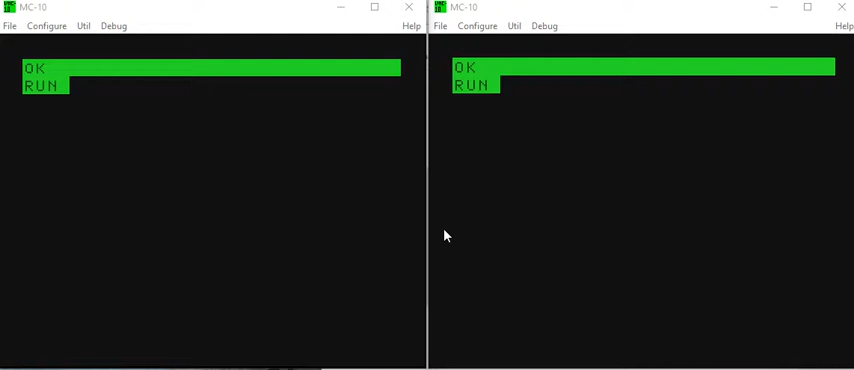 MC-10
File Configure Util Debug Help
OK
RUN
MC-10
File Configure Util Debug Help
OK
RUN